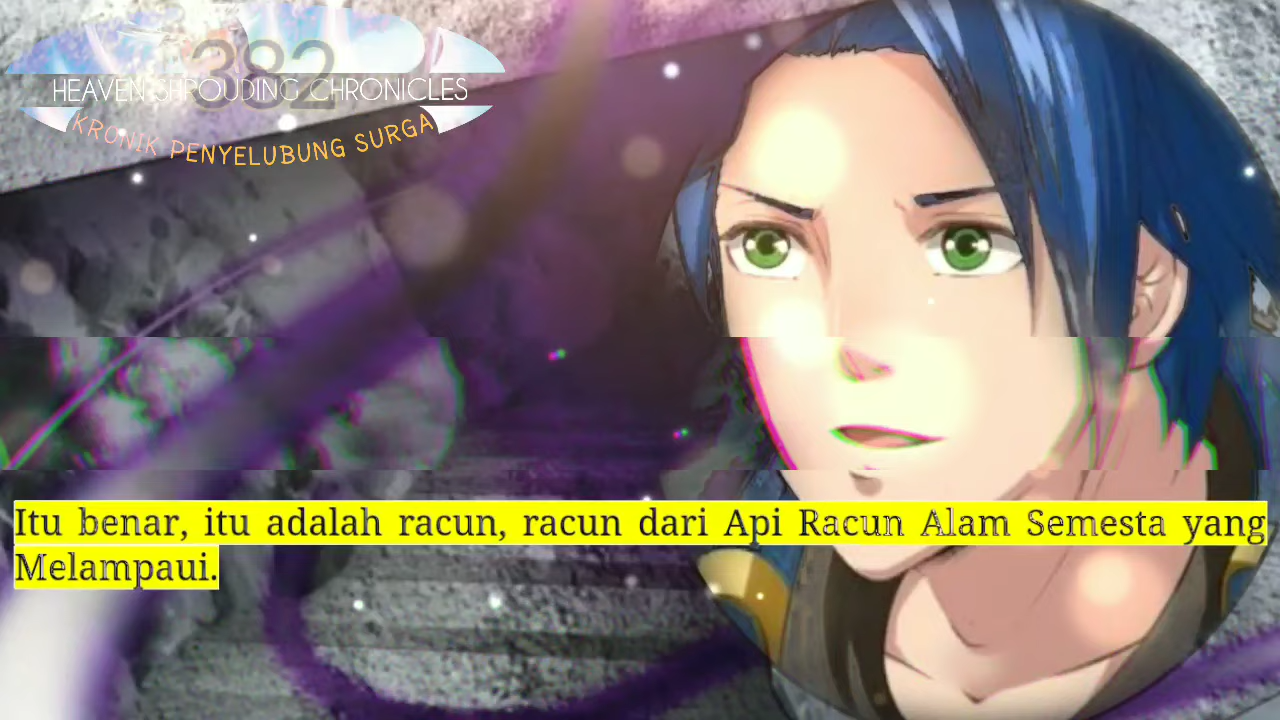 382
HEAVEN SHROUDING CHRONICLES
KRONIK PENYELUBUNG SURGA
Itu benar, itu adalah racun, racun dari Api Racun Alam Semesta yang
Melampaui.